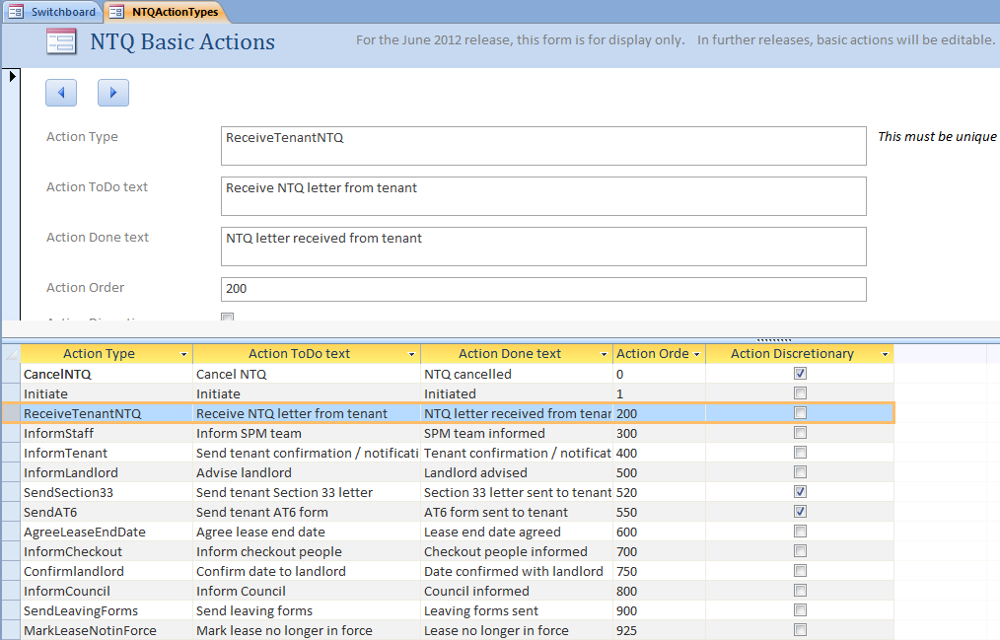 Switchboard NTQActionTypes
NTQ Basic Actions For the June 2012 release, this form is for display only. In further releases, basic actions will be editable.
Action Type ReceiveTenantNTQ This must be unique
Action ToDo text Receive NTQ letter from tenant
Action Done text NTQ letter received from tenant
Action Order 200
Action Type Action ToDo text Action Done text Action Orde Action Discretionary
CancelNTQ Cancel NTQ NTQ cancelled 0
Initiate Initiate Initiated 1
ReceiveTenantNTQ Receive NTQ letter from tenant NTQ letter received from tenar 200
InformStaff Inform SPM team SPM team informed 300
InformTenant Send tenant confirmation / notificati Tenant confirmation / notificat 400
InformLandlord Advise landlord Landlord advised 500
SendSection33 Send tenant Section 33 letter Section 33 letter sent to tenant 520
SendAT6 Send tenant AT6 form AT6 form sent to tenant 550
AgreeLeaseEndDate Agree lease end date Lease end date agreed 600
InformCheckout Inform checkout people Checkout people informed 700
Confirmlandlord Confirm date to landlord Date confirmed with landlord 750
InformCouncil Inform Council Council informed 800
SendLeavingForms Send leaving forms Leaving forms sent 900
MarkLeaseNotinForce Mark lease no longer in force Lease no longer in force 925